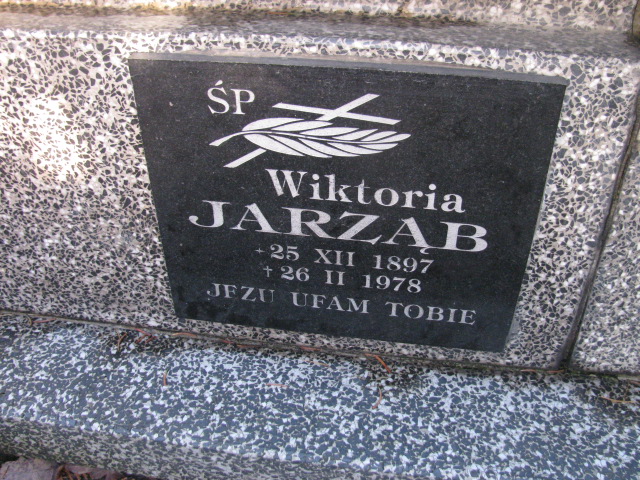 ŚP
Wiktoria
JARZĄB
* 25 XII 1897
† 26 II 1978
JEZU UFAM TOBIE